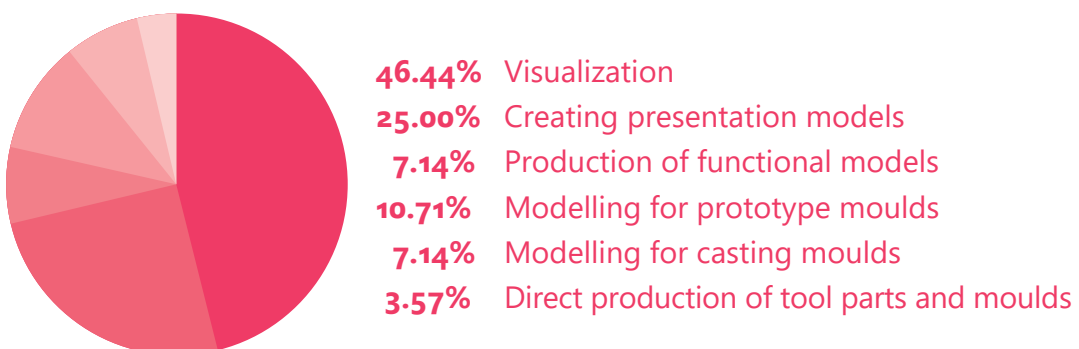 46.44% Visualization
25.00% Creating presentation models
7.14% Production of functional models
10.71% Modelling for prototype moulds
7.14% Modelling for casting moulds
3.57% Direct production of tool parts and moulds